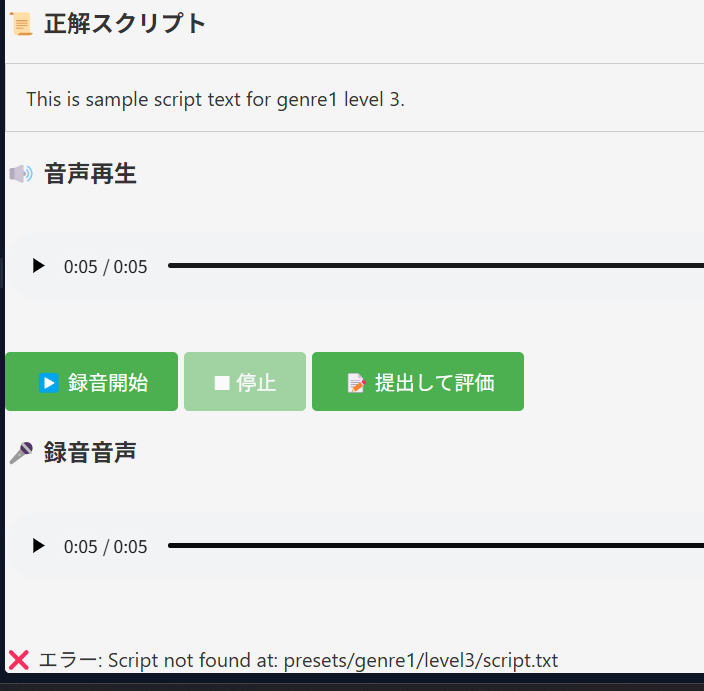 📜 正解スクリプト
This is sample script text for genre1 level 3.
🔊 音声再生
0:05 / 0:05
▶️ 録音開始 ⏹ 停止 📝 提出して評価
🎤 録音音声
0:05 / 0:05
❌ エラー: Script not found at: presets/genre1/level3/script.txt